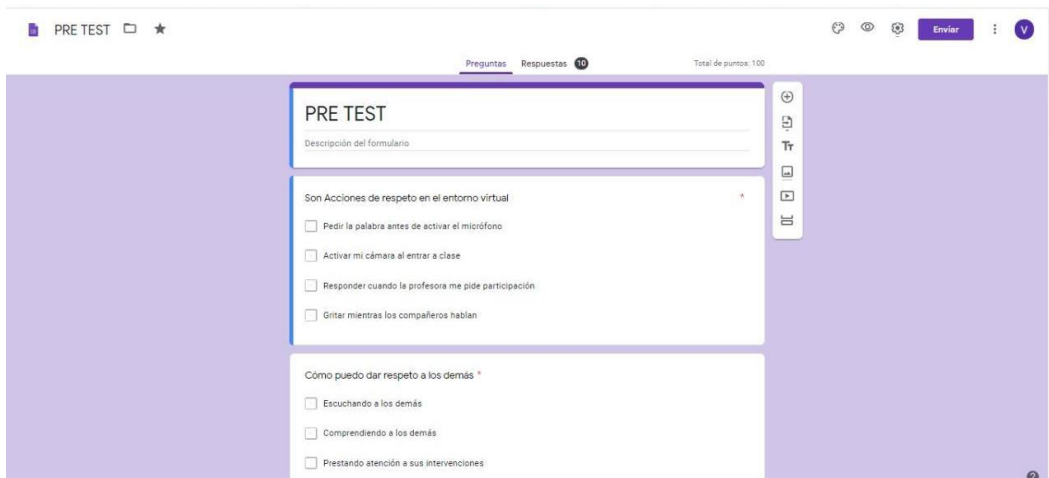 PRE TEST
Enviar
V
Preguntas Respuestas 10 Total de puntos: 100
PRE TEST
Descripción del formulario
Son Acciones de respeto en el entorno virtual *
Pedir la palabra antes de activar el micrófono
Activar mi cámara al entrar a clase
Responder cuando la profesora me pide participación
Gritar mientras los compañeros hablan
Cómo puedo dar respeto a los demás *
Escuchando a los demás
Comprendiendo a los demás
Prestando atención a sus intervenciones